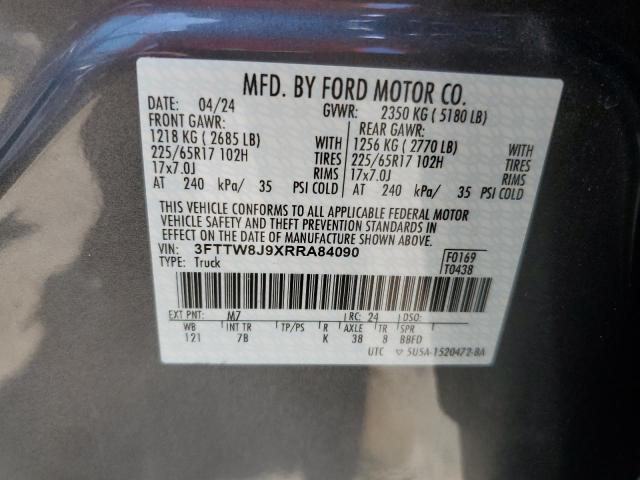 MFD. BY FORD MOTOR CO.
DATE: 04/24 GVWR: 2350 KG ( 5180 LB)
FRONT GAWR: REAR GAWR:
1218 KG ( 2685 LB) WITH 1256 KG ( 2770 LB) WITH
225/65R17 102H TIRES 225/65R17 102H TIRES
17x7.0J RIMS 17x7.0J RIMS
AT 240 kPa/ 35 PSI COLD AT 240 kPa/ 35 PSI COLD
THIS VEHICLE CONFORMS TO ALL APPLICABLE FEDERAL MOTOR
VEHICLE SAFETY AND THEFT PREVENTION STANDARDS IN
EFFECT ON THE DATE OF MANUFACTURE SHOWN ABOVE.
VIN: 3FTTW8J9XRRA84090 F0169
TYPE: Truck T0438
EXT PNT: M7 RC: 24 DSO:
WB INT TR TP/PS R AXLE TR SPR
121 7B K 38 8 BBFD
UTC ▽ 5U5A-1520472-BA